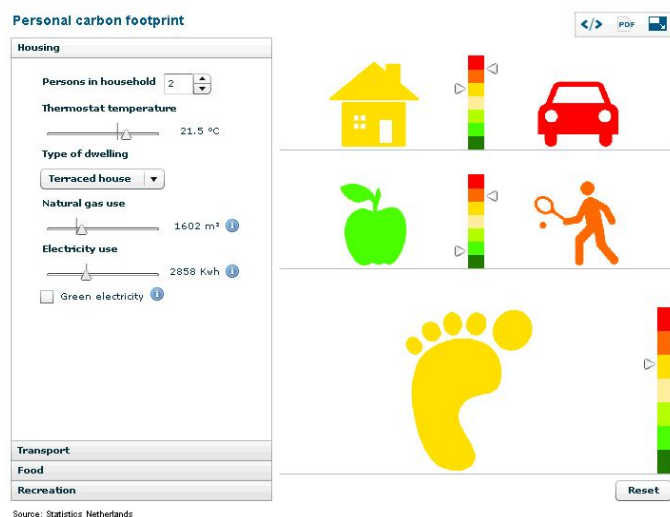 Personal carbon footprint
</> PDF
Housing
Persons in household 2
Thermostat temperature
21.5 ºC
Type of dwelling
Terraced house
Natural gas use
1602 m³ i
Electricity use
2858 Kwh i
Green electricity i
Transport
Food
Recreation
Reset
Source: Statistics Netherlands